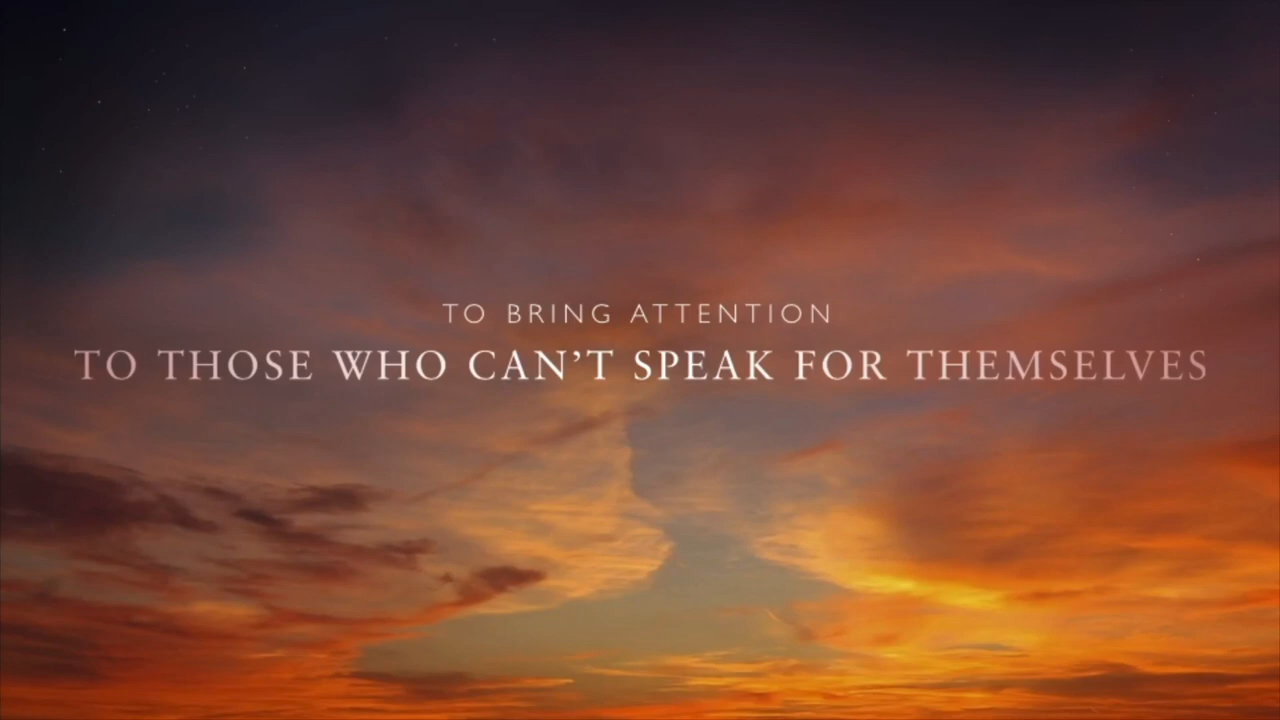 TO BRING ATTENTION
TO THOSE WHO CAN’T SPEAK FOR THEMSELVES